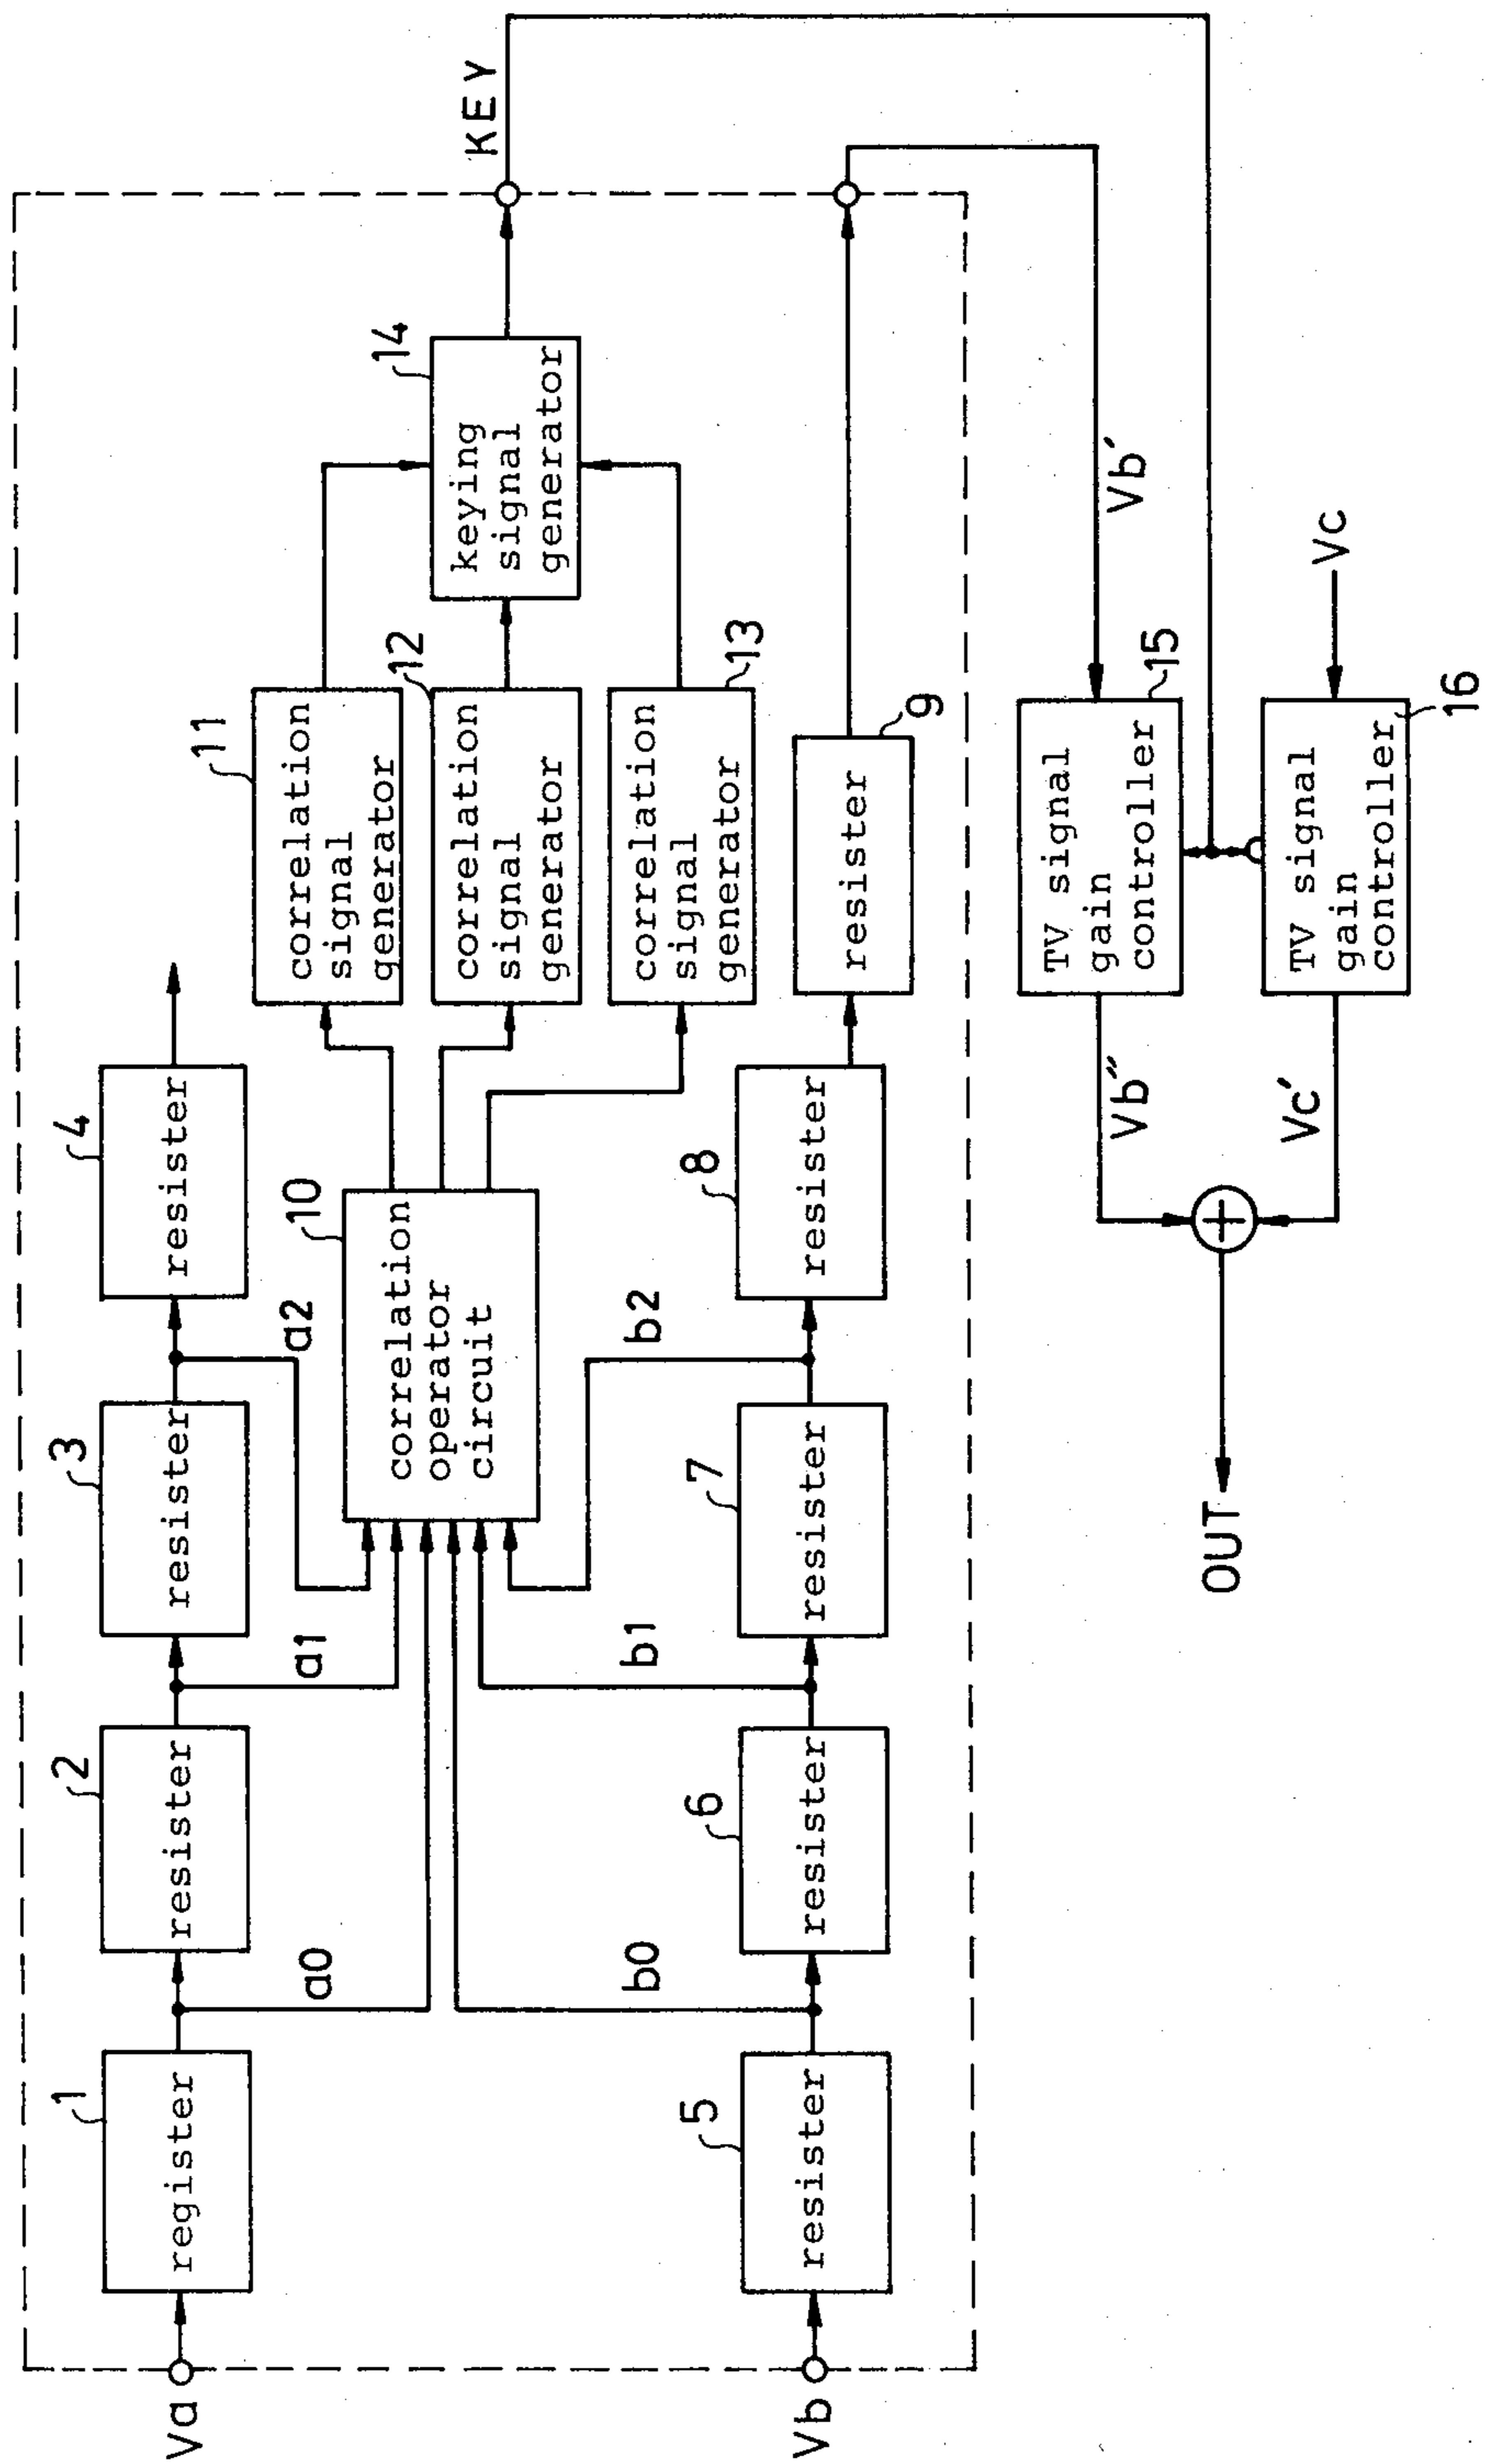 Va
1
register
a0
2
resister
a1
3
resister
a2
4
resister
10
correlation
operator
circuit
11
correlation
signal
generator
12
correlation
signal
generator
13
correlation
signal
generator
14
keying
signal
generator
KEY
Vb
5
resister
b0
6
resister
b1
7
resister
b2
8
resister
9
resister
Vb′
TV signal
gain
controller
15
Vb″
Vc
TV signal
gain
controller
16
Vc′
+
OUT